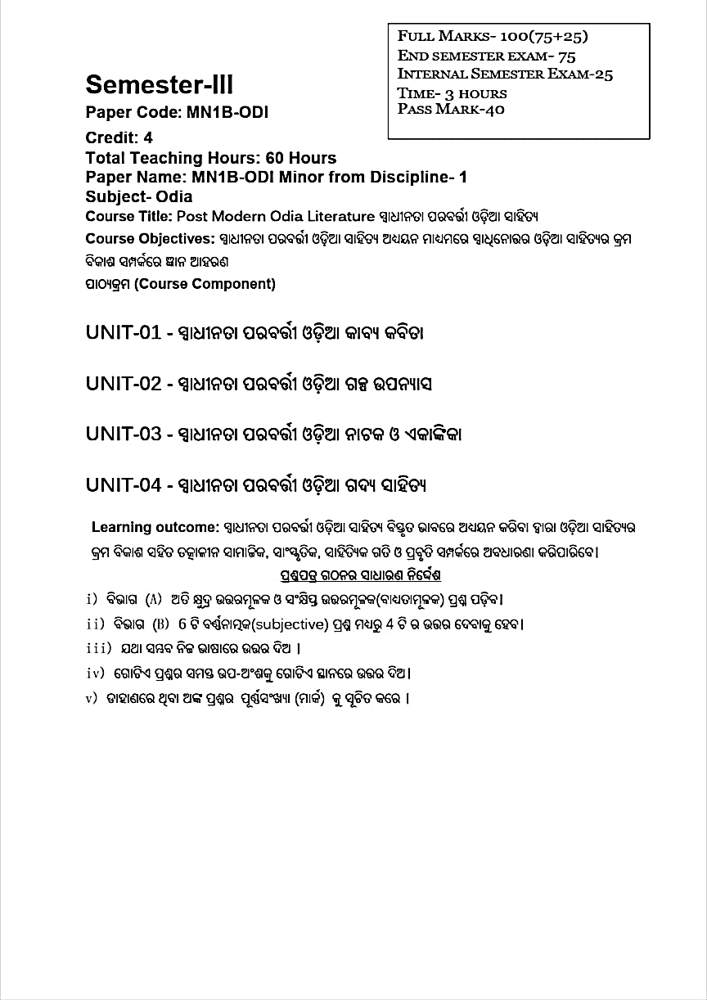 FULL MARKS- 100(75+25)
END SEMESTER EXAM- 75
INTERNAL SEMESTER EXAM-25
TIME- 3 HOURS
PASS MARK-40
Semester-III
Paper Code: MN1B-ODI
Credit: 4
Total Teaching Hours: 60 Hours
Paper Name: MN1B-ODI Minor from Discipline- 1
Subject- Odia
Course Title: Post Modern Odia Literature ସ୍ୱାଧୀନତା ପରବର୍ତ୍ତୀ ଓଡ଼ିଆ ସାହିତ୍ୟ
Course Objectives: ସ୍ୱାଧୀନତା ପରବର୍ତ୍ତୀ ଓଡ଼ିଆ ସାହିତ୍ୟ ଅଧ୍ୟୟନ ମାଧ୍ୟମରେ ସ୍ୱାଧିନୋତ୍ତର ଓଡ଼ିଆ ସାହିତ୍ୟର କ୍ରମ
ବିକାଶ ସମ୍ପର୍କରେ ଜ୍ଞାନ ଆହରଣ
ପାଠ୍ୟକ୍ରମ (Course Component)
UNIT-01 - ସ୍ୱାଧୀନତା ପରବର୍ତ୍ତୀ ଓଡ଼ିଆ କାବ୍ୟ କବିତା
UNIT-02 - ସ୍ୱାଧୀନତା ପରବର୍ତ୍ତୀ ଓଡ଼ିଆ ଗଳ୍ପ ଉପନ୍ୟାସ
UNIT-03 - ସ୍ୱାଧୀନତା ପରବର୍ତ୍ତୀ ଓଡ଼ିଆ ନାଟକ ଓ ଏକାଙ୍କିକା
UNIT-04 - ସ୍ୱାଧୀନତା ପରବର୍ତ୍ତୀ ଓଡ଼ିଆ ଗଦ୍ୟ ସାହିତ୍ୟ
Learning outcome: ସ୍ୱାଧୀନତା ପରବର୍ତ୍ତୀ ଓଡ଼ିଆ ସାହିତ୍ୟ ବିସ୍ତୃତ ଭାବରେ ଅଧ୍ୟୟନ କରିବା ଦ୍ୱାରା ଓଡ଼ିଆ ସାହିତ୍ୟର
କ୍ରମ ବିକାଶ ସହିତ ତତ୍କାଳୀନ ସାମାଜିକ, ସାଂସ୍କୃତିକ, ସାହିତ୍ୟିକ ଗତି ଓ ପ୍ରବୃତି ସମ୍ପର୍କରେ ଅବଧାରଣା କରିପାରିବେ।
ପ୍ରଶ୍ନପତ୍ର ଗଠନର ସାଧାରଣ ନିର୍ଦ୍ଦେଶ
i) ବିଭାଗ (A) ଅତି କ୍ଷୁଦ୍ର ଉତ୍ତରମୂଳକ ଓ ସଂକ୍ଷିପ୍ତ ଉତ୍ତରମୂଳକ(ବାଧ୍ୟତାମୂଳକ) ପ୍ରଶ୍ନ ପଡ଼ିବ।
ii) ବିଭାଗ (B) 6 ଟି ବର୍ଣ୍ଣନାତ୍ମକ(subjective) ପ୍ରଶ୍ନ ମଧ୍ୟରୁ 4 ଟି ର ଉତ୍ତର ଦେବାକୁ ହେବ।
iii) ଯଥା ସମ୍ଭବ ନିଜ ଭାଷାରେ ଉତ୍ତର ଦିଅ ।
iv) ଗୋଟିଏ ପ୍ରଶ୍ନର ସମସ୍ତ ଉପ-ଅଂଶକୁ ଗୋଟିଏ ସ୍ଥାନରେ ଉତ୍ତର ଦିଅ।
v) ଡାହାଣରେ ଥିବା ଅଙ୍କ ପ୍ରଶ୍ନର ପୂର୍ଣ୍ଣସଂଖ୍ୟା (ମାର୍କ) କୁ ସୂଚିତ କରେ ।